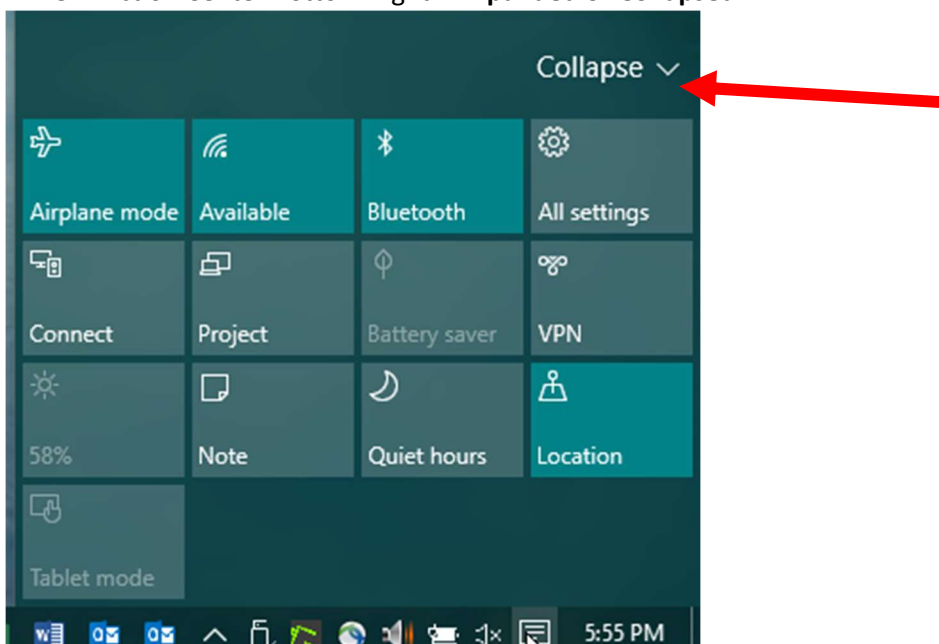 Collapse
Airplane mode Available Bluetooth All settings
Connect Project Battery saver VPN
58% Note Quiet hours Location
Tablet mode
5:55 PM